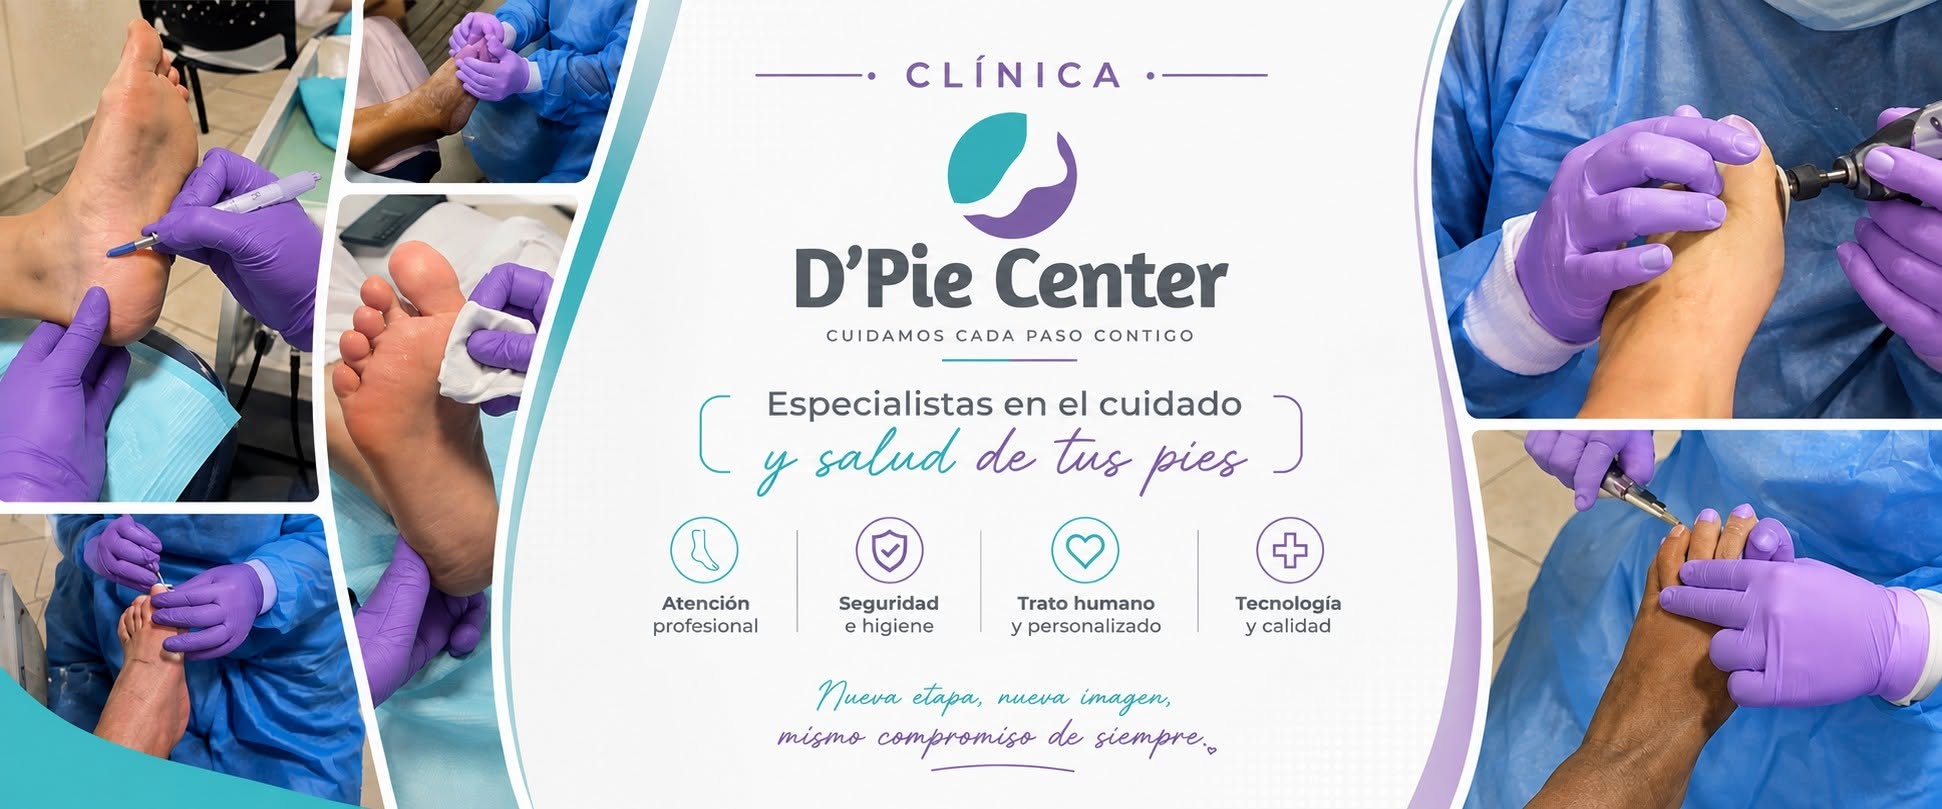 CLÍNICA
D'Pie Center
CUIDAMOS CADA PASO CONTIGO
Especialistas en el cuidado
y salud de tus pies
Atención
profesional
Seguridad
e higiene
Trato humano
y personalizado
Tecnología
y calidad
Nueva etapa, nueva imagen,
mismo compromiso de siempre.